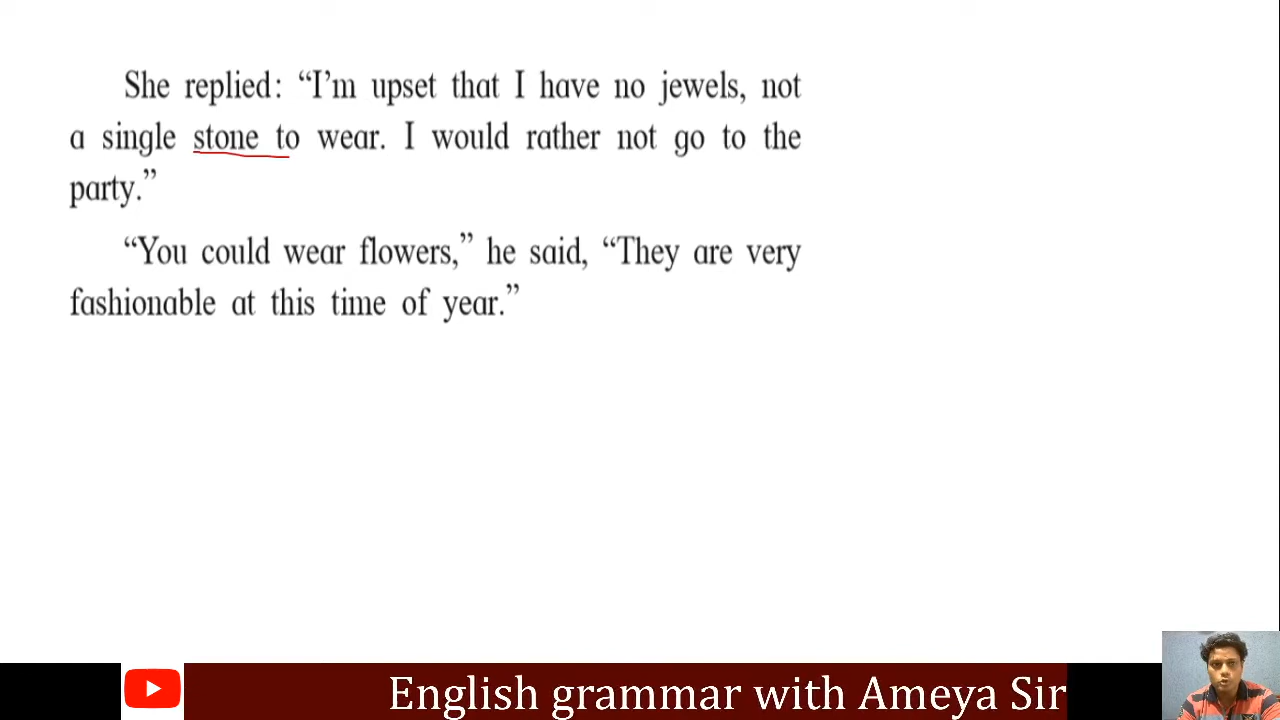 She replied: “I’m upset that I have no jewels, not
a single stone to wear. I would rather not go to the
party.”
“You could wear flowers,” he said, “They are very
fashionable at this time of year.”
English grammar with Ameya Sir